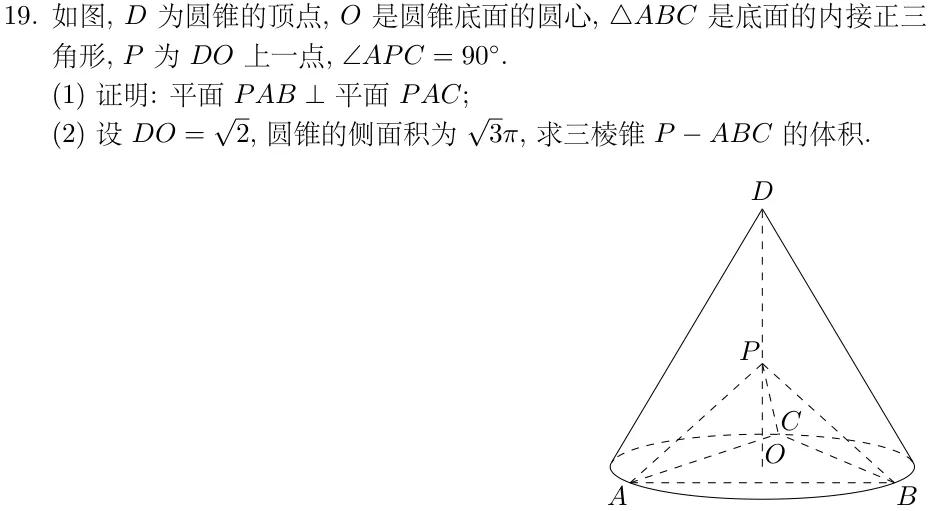 19. 如图, D 为圆锥的顶点, O 是圆锥底面的圆心, △ABC 是底面的内接正三
角形, P 为 DO 上一点, ∠APC = 90°.
(1) 证明: 平面 PAB ⊥ 平面 PAC;
(2) 设 DO = √2, 圆锥的侧面积为 √3π, 求三棱锥 P − ABC 的体积.
D
P
C
O
A
B